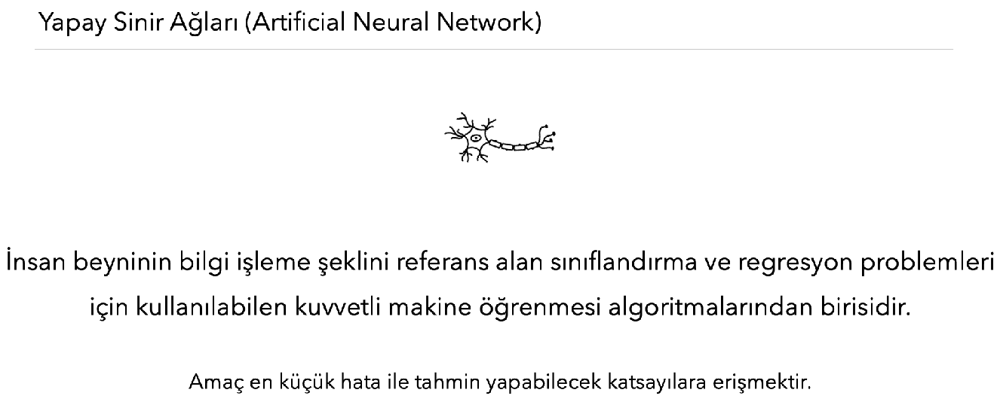 Yapay Sinir Ağları (Artificial Neural Network)
İnsan beyninin bilgi işleme şeklini referans alan sınıflandırma ve regresyon problemleri
için kullanılabilen kuvvetli makine öğrenmesi algoritmalarından birisidir.
Amaç en küçük hata ile tahmin yapabilecek katsayılara erişmektir.